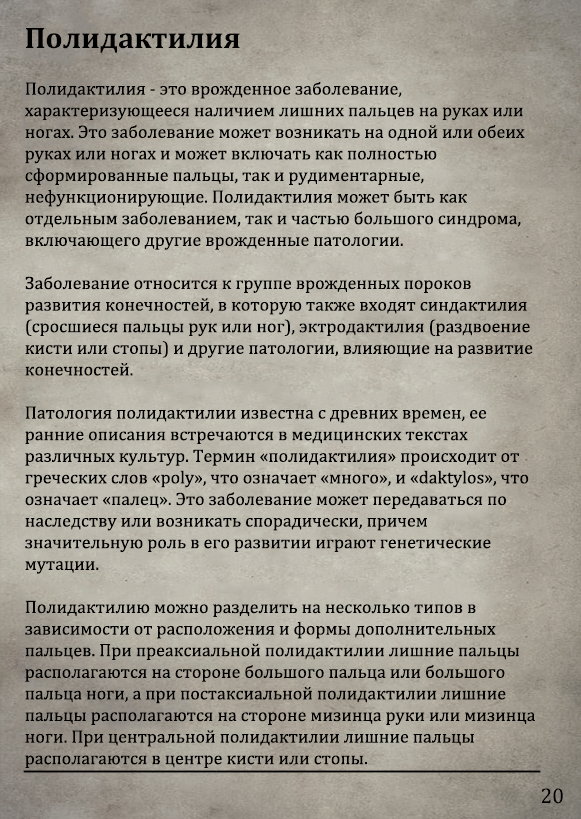 Полидактилия
Полидактилия - это врожденное заболевание,
характеризующееся наличием лишних пальцев на руках или
ногах. Это заболевание может возникать на одной или обеих
руках или ногах и может включать как полностью
сформированные пальцы, так и рудиментарные,
нефункционирующие. Полидактилия может быть как
отдельным заболеванием, так и частью большого синдрома,
включающего другие врожденные патологии.
Заболевание относится к группе врожденных пороков
развития конечностей, в которую также входят синдактилия
(сросшиеся пальцы рук или ног), эктродактилия (раздвоение
кисти или стопы) и другие патологии, влияющие на развитие
конечностей.
Патология полидактилии известна с древних времен, ее
ранние описания встречаются в медицинских текстах
различных культур. Термин «полидактилия» происходит от
греческих слов «poly», что означает «много», и «daktylos», что
означает «палец». Это заболевание может передаваться по
наследству или возникать спорадически, причем
значительную роль в его развитии играют генетические
мутации.
Полидактилию можно разделить на несколько типов в
зависимости от расположения и формы дополнительных
пальцев. При преаксиальной полидактилии лишние пальцы
располагаются на стороне большого пальца или большого
пальца ноги, а при постаксиальной полидактилии лишние
пальцы располагаются на стороне мизинца руки или мизинца
ноги. При центральной полидактилии лишние пальцы
располагаются в центре кисти или стопы.
20